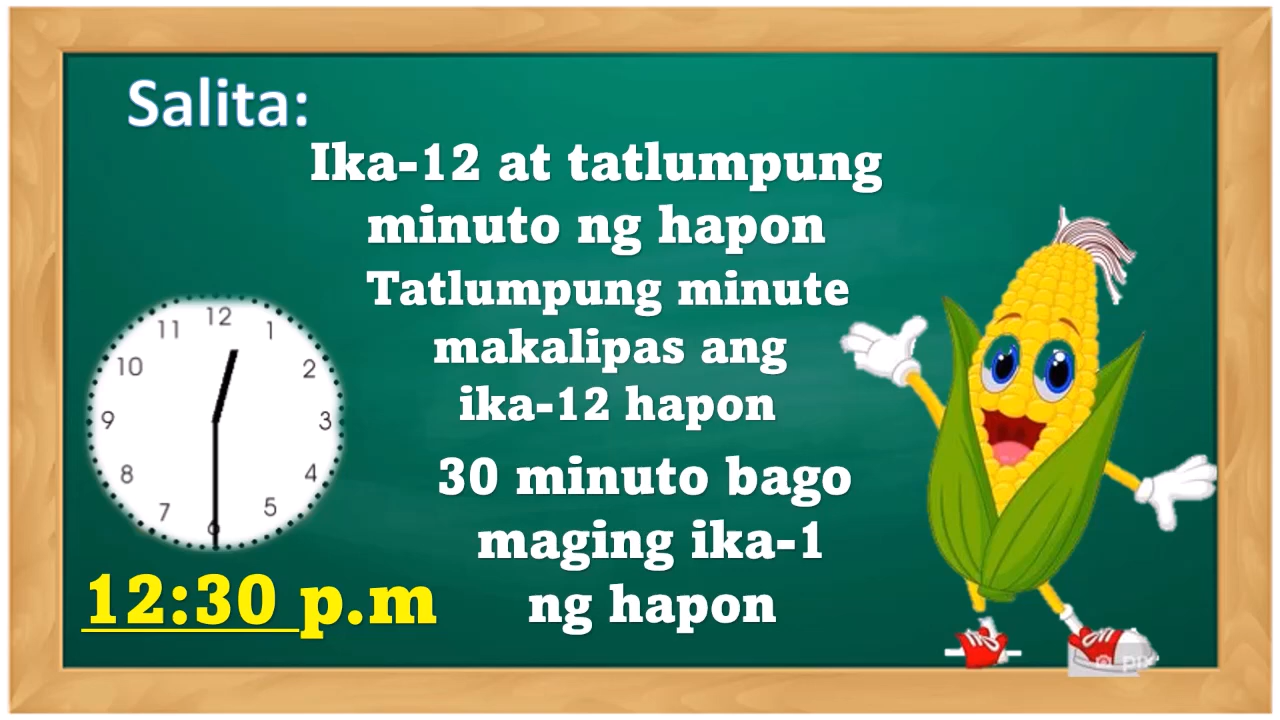 Salita:
Ika-12 at tatlumpung
minuto ng hapon
Tatlumpung minute
makalipas ang
ika-12 hapon
30 minuto bago
maging ika-1
ng hapon
12
11
1
10
2
9
3
8
4
7
5
6
12:30 p.m